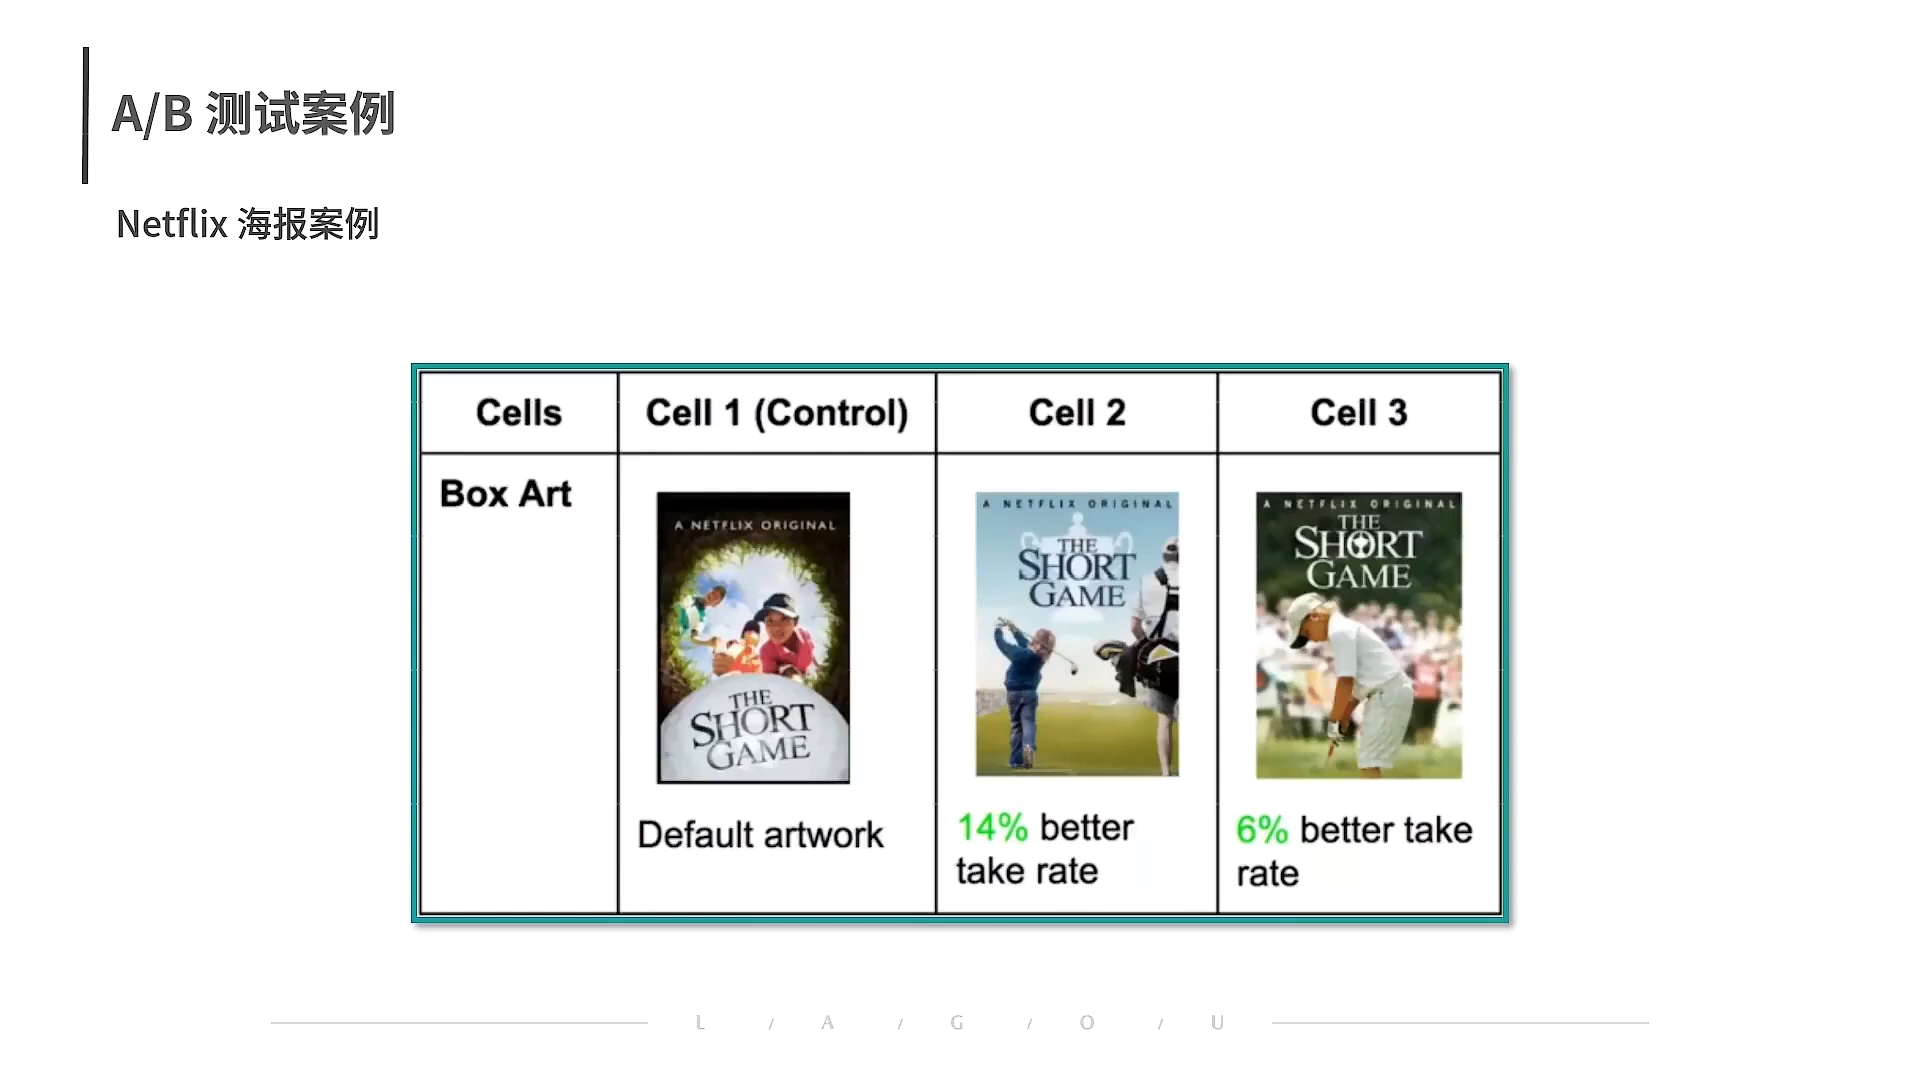 A/B 测试案例
Netflix 海报案例
Cells
Cell 1 (Control)
Cell 2
Cell 3
Box Art
A NETFLIX ORIGINAL
THE
SHORT
GAME
Default artwork
A NETFLIX ORIGINAL
THE
SHORT
GAME
14% better
take rate
A NETFLIX ORIGINAL
THE
SHORT
GAME
6% better take
rate
L / A / G / O / U